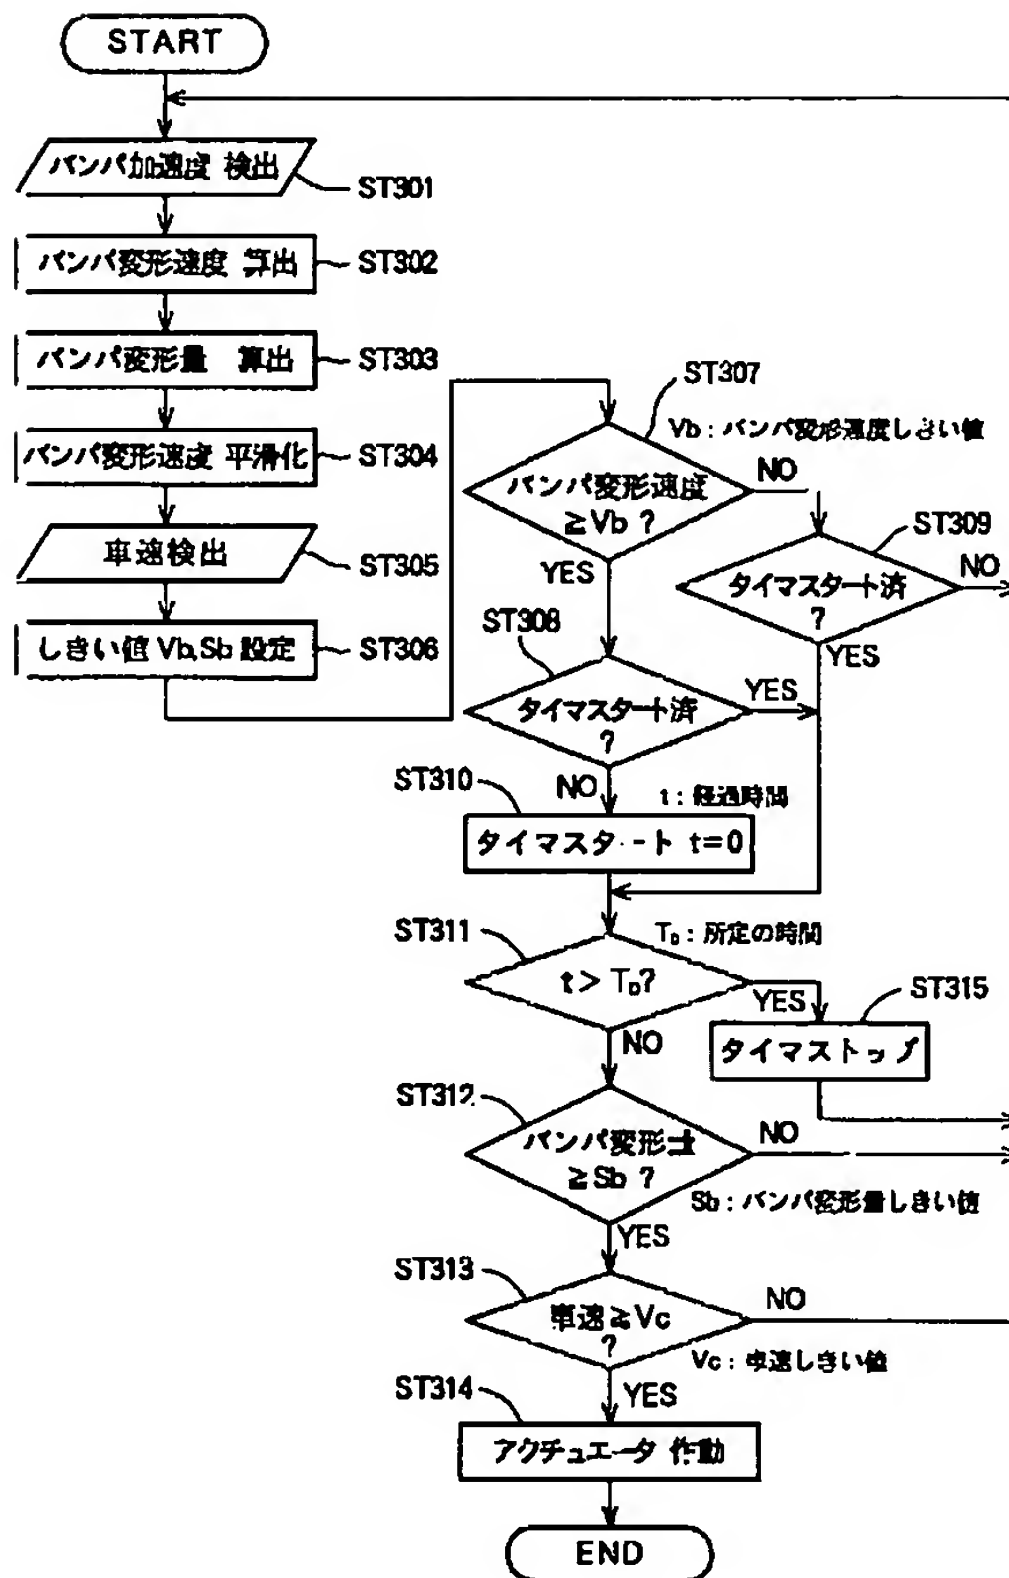 START
バンパ加速度 検出
ST301
バンパ変形速度 算出
ST302
バンパ変形量 算出
ST303
バンパ変形速度 平滑化
ST304
車速検出
ST305
しきい値 Vb,Sb 設定
ST306
ST307
Vb：バンパ変形速度しきい値
バンパ変形速度
≧Vb ?
NO
YES
ST309
タイマスタート済
?
NO
YES
ST308
タイマスタート済
?
YES
NO
ST310
t：経過時間
タイマスタート t=0
ST311
T₀：所定の時間
t > T₀?
YES
NO
ST315
タイマストップ
ST312
バンパ変形量
≧Sb ?
NO
Sb：バンパ変形量しきい値
YES
ST313
車速≧Vc
?
NO
Vc：車速しきい値
YES
ST314
アクチュエータ 作動
END